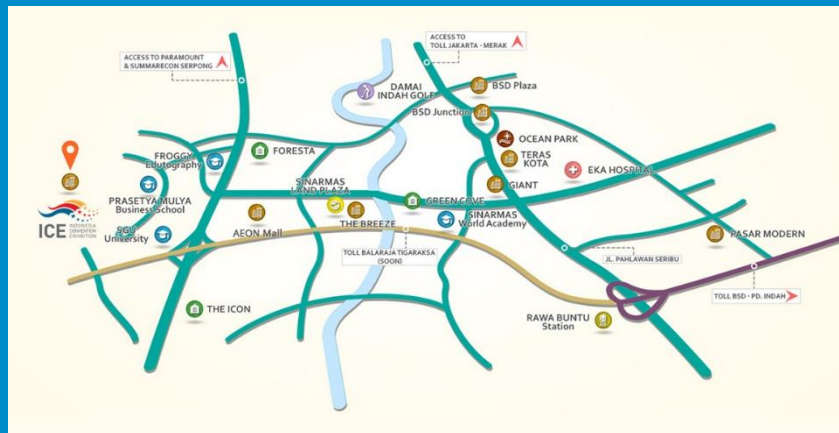 ACCESS TO PARAMOUNT
& SUMMARECON SERPONG
ACCESS TO
TOLL JAKARTA - MERAK
DAMAI
INDAH GOLF
BSD Plaza
BSD Junction
OCEAN PARK
TERAS
KOTA
EKA HOSPITAL
GIANT
FROGGY
Edutography
FORESTA
PRASETYA MULYA
Business School
SINARMAS
LAND PLAZA
GREEN COVE
THE BREEZE
SINARMAS
World Academy
ICE
INDONESIA
CONVENTION
EXHIBITION
SGU
University
AEON Mall
PASAR MODERN
TOLL BALARAJA TIGARAKSA
(SOON)
JL. PAHLAWAN SERIBU
TOLL BSD - PD. INDAH
THE ICON
RAWA BUNTU
Station